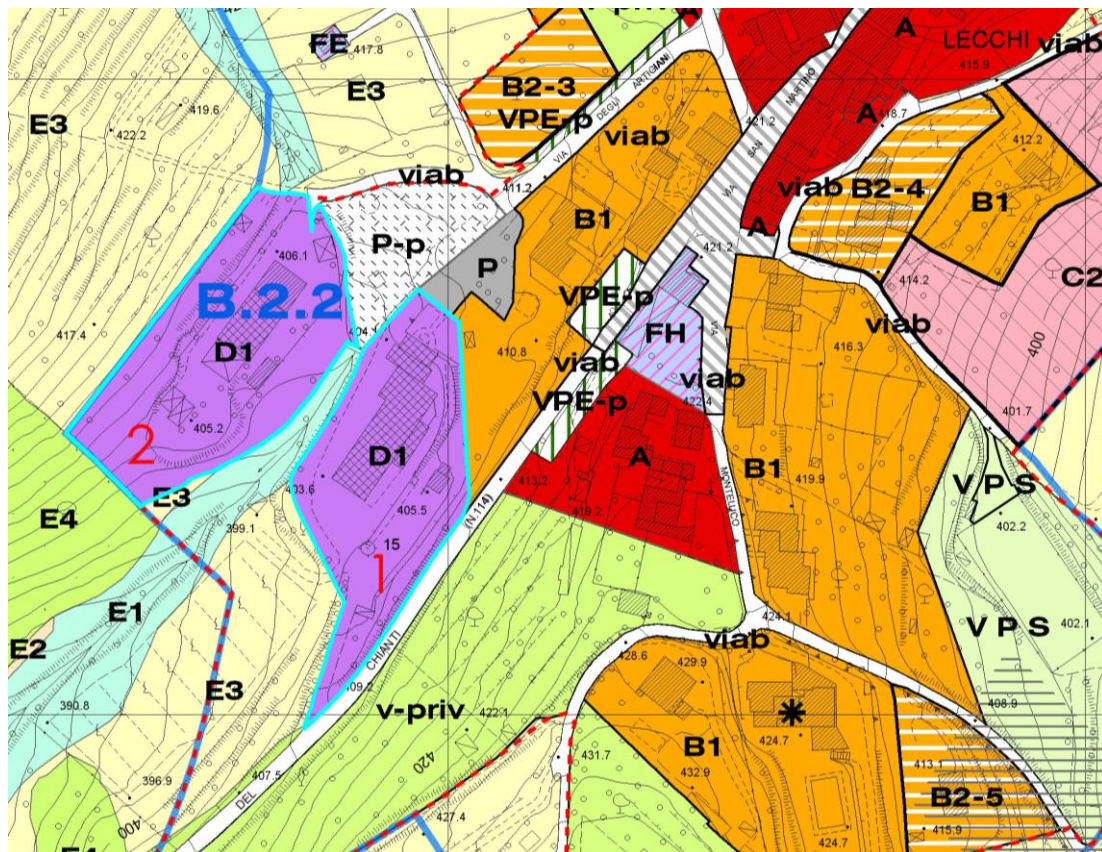 V-priv
A
A
LECCHI
viab
415.9
FE
417.8
E3
B2-3
VPE-p
VIA
DEGLI
ARTIGIANI
viab
421.2
VIA
SAN
MARTINO
A
418.7
412.2
419.6
422.2
E3
viab
411.2
B1
viab
B2-4
B1
A
P-p
P
421.2
414.2
C2
406.1
B.2.2
417.4
D1
VPE-p
FH
viab
400
416.3
410.8
viab
VIA
viab
422.4
VPE-p
401.7
405.2
2
D1
413.2
A
B1
419.9
V P S
402.2
E3
403.6
405.5
(N.114)
419.2
MONTELUCO
E4
399.1
15
1
E1
E2
E3
CHIANTI
424.1
viab
V P S
402.1
390.8
409.2
v-priv
422.1
428.6
429.9
408.9
420
B1
424.7
407.5
431.7
432.9
413.1
DEL
396.9
400
427.4
B2-5
415.9
424.7